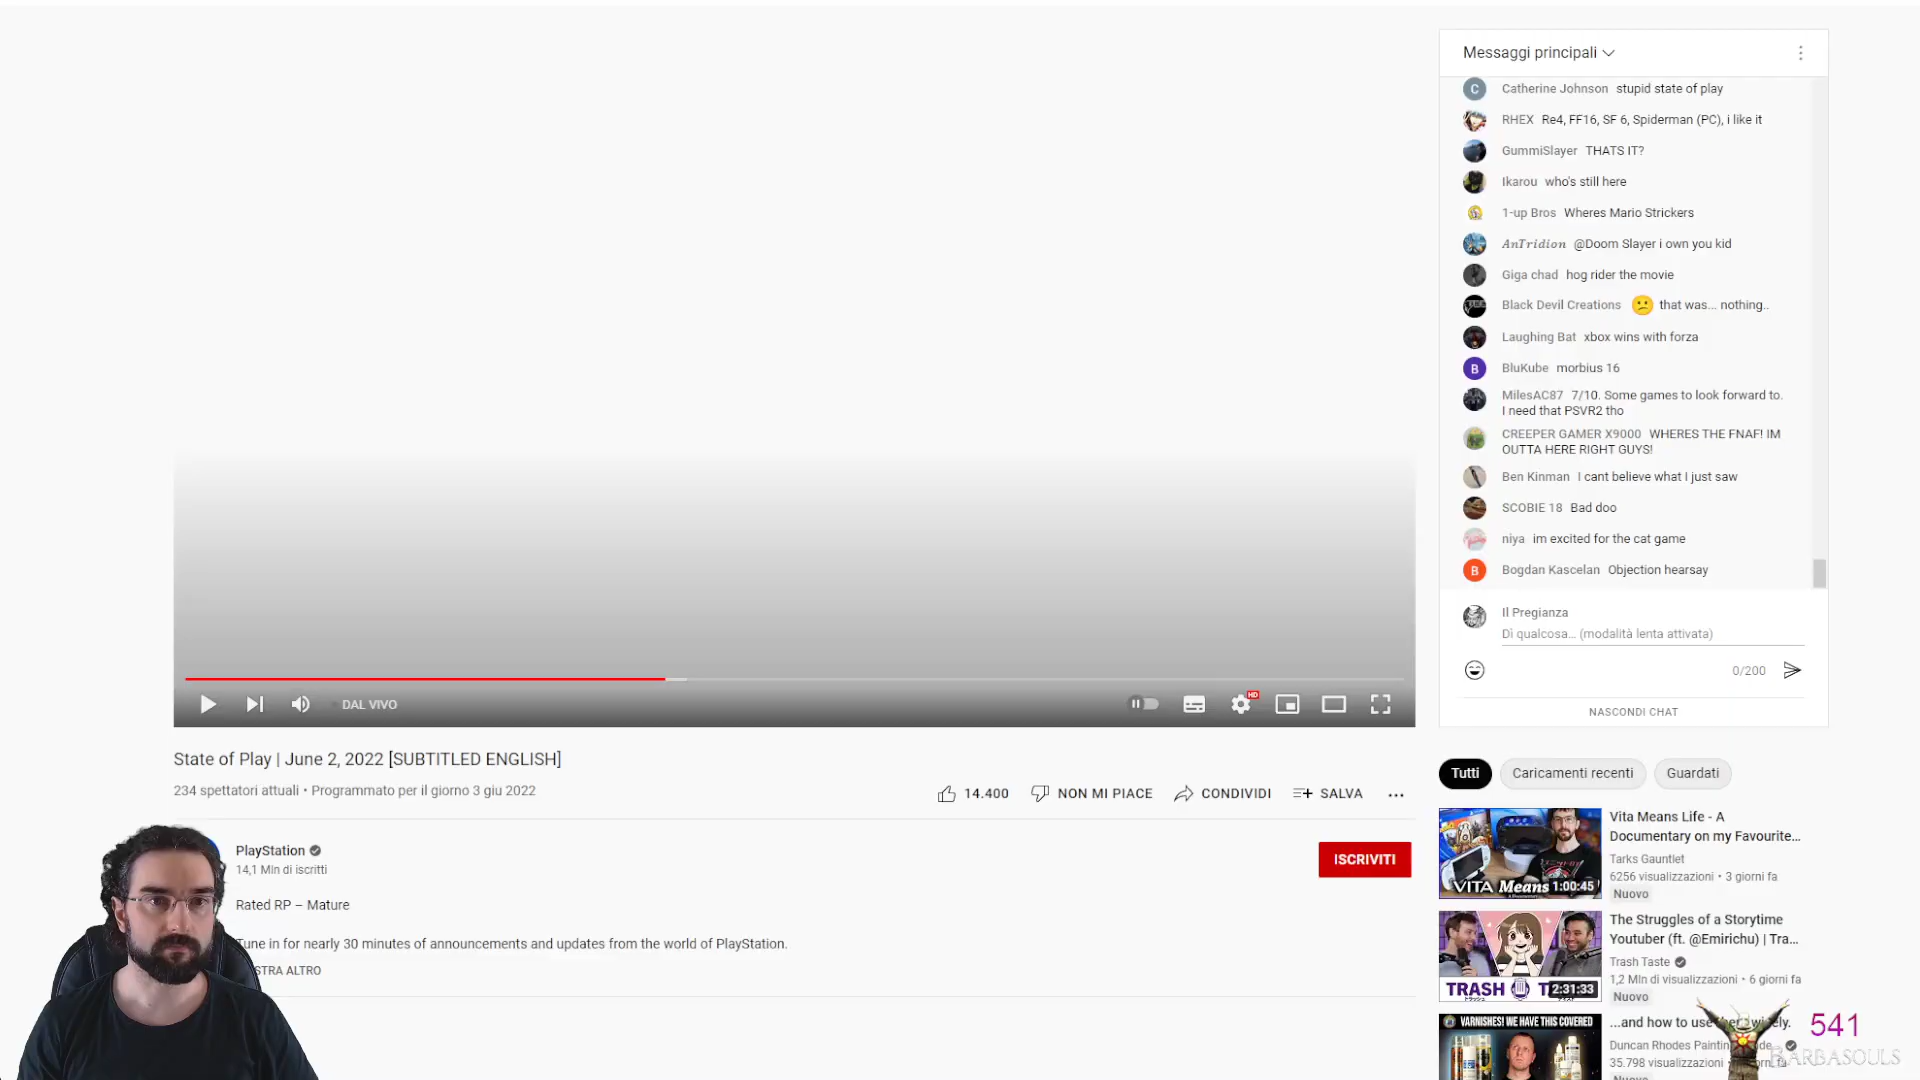 Messaggi principali
Catherine Johnson stupid state of play
RHEX Re4, FF16, SF 6, Spiderman (PC), i like it
GummiSlayer THATS IT?
Ikarou who's still here
1-up Bros Wheres Mario Strickers
AnTridion @Doom Slayer i own you kid
Giga chad hog rider the movie
Black Devil Creations 😕 that was... nothing..
Laughing Bat xbox wins with forza
B BluKube morbius 16
MilesAC87 7/10. Some games to look forward to.
I need that PSVR2 tho
CREEPER GAMER X9000 WHERES THE FNAF! IM
OUTTA HERE RIGHT GUYS!
Ben Kinman I cant believe what I just saw
SCOBIE 18 Bad doo
niya im excited for the cat game
B Bogdan Kascelan Objection hearsay
Il Pregianza
Dì qualcosa... (modalità lenta attivata)
0/200
NASCONDI CHAT
DAL VIVO
HD
State of Play | June 2, 2022 [SUBTITLED ENGLISH]
234 spettatori attuali • Programmato per il giorno 3 giu 2022
14.400 NON MI PIACE CONDIVIDI SALVA
PlayStation
14,1 Mln di iscritti
ISCRIVITI
Rated RP – Mature
Tune in for nearly 30 minutes of announcements and updates from the world of PlayStation.
STRA ALTRO
Tutti Caricamenti recenti Guardati
VITA Means 1:00:45
Vita Means Life - A
Documentary on my Favourite...
Tarks Gauntlet
6256 visualizzazioni • 3 giorni fa
Nuovo
TRASH T 2:31:33
The Struggles of a Storytime
Youtuber (ft. @Emirichu) | Tra...
Trash Taste
1,2 Mln di visualizzazioni • 6 giorni fa
Nuovo
VARNISHES! WE HAVE THIS COVERED
...and how to use
Duncan Rhodes Painting
35.798 visualizzazioni
Nuovo
541
BARBASOULS